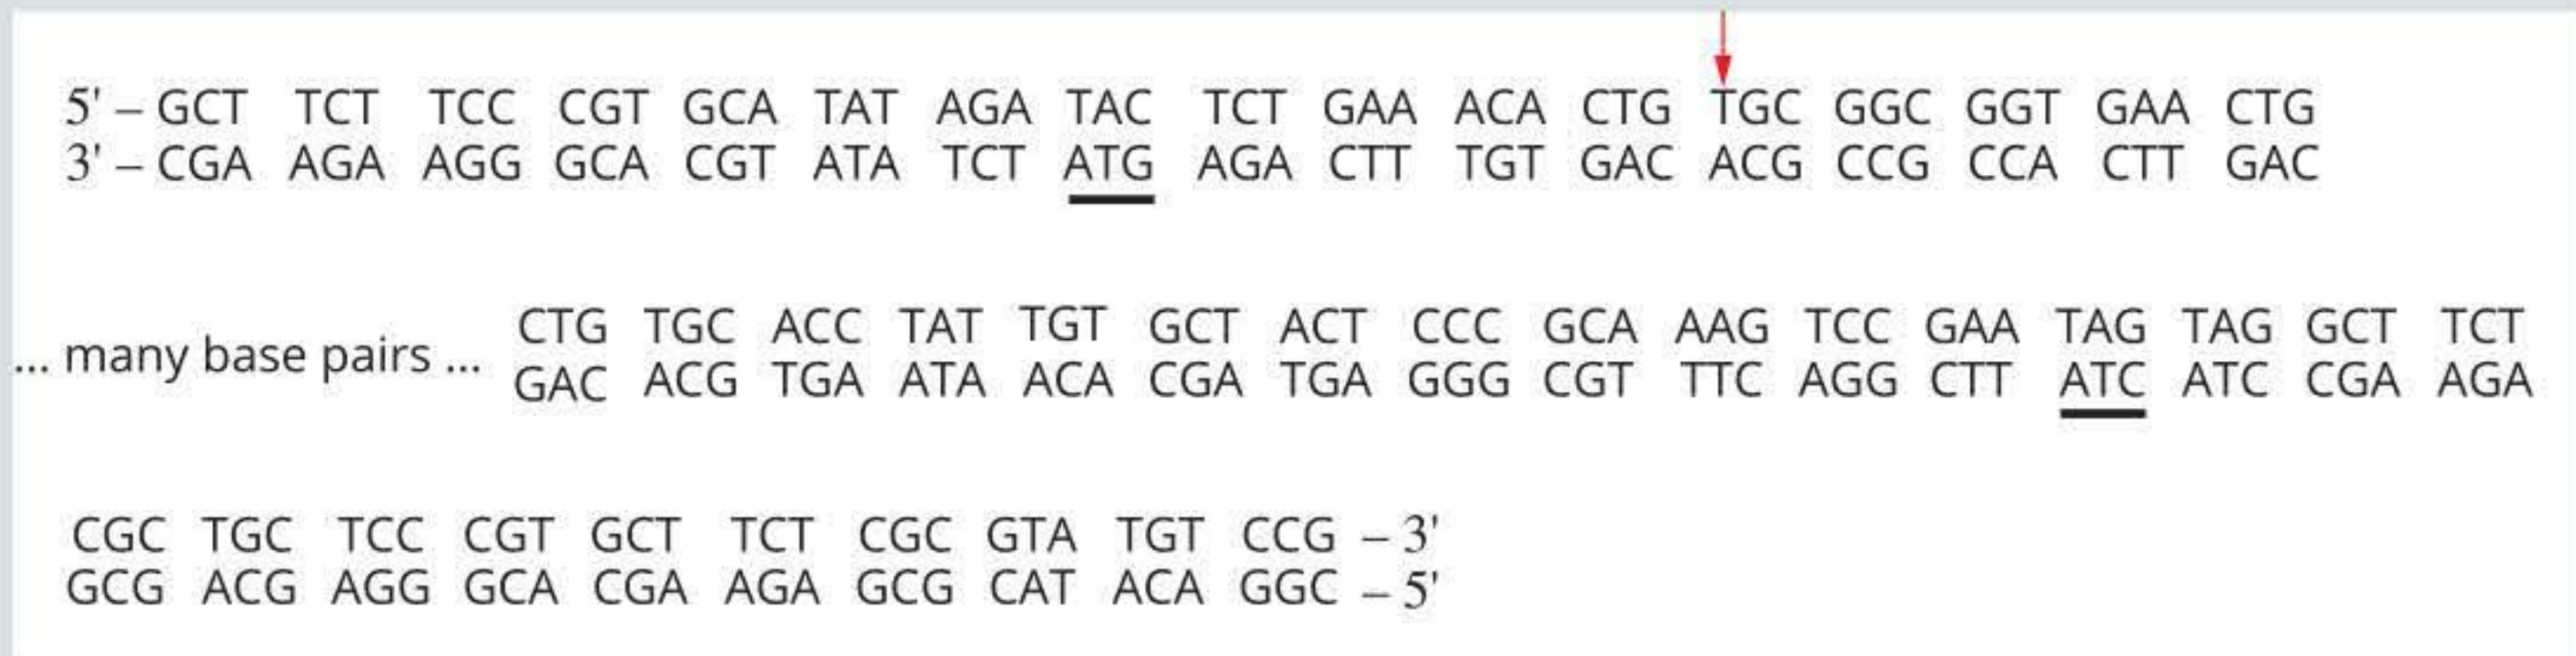 5' – GCT TCT TCC CGT GCA TAT AGA TAC TCT GAA ACA CTG TGC GGC GGT GAA CTG
3' – CGA AGA AGG GCA CGT ATA TCT ATG AGA CTT TGT GAC ACG CCG CCA CTT GAC
CTG TGC ACC TAT TGT GCT ACT CCC GCA AAG TCC GAA TAG TAG GCT TCT
... many base pairs ...
GAC ACG TGA ATA ACA CGA TGA GGG CGT TTC AGG CTT ATC ATC CGA AGA
CGC TGC TCC CGT GCT TCT CGC GTA TGT CCG – 3'
GCG ACG AGG GCA CGA AGA GCG CAT ACA GGC – 5'